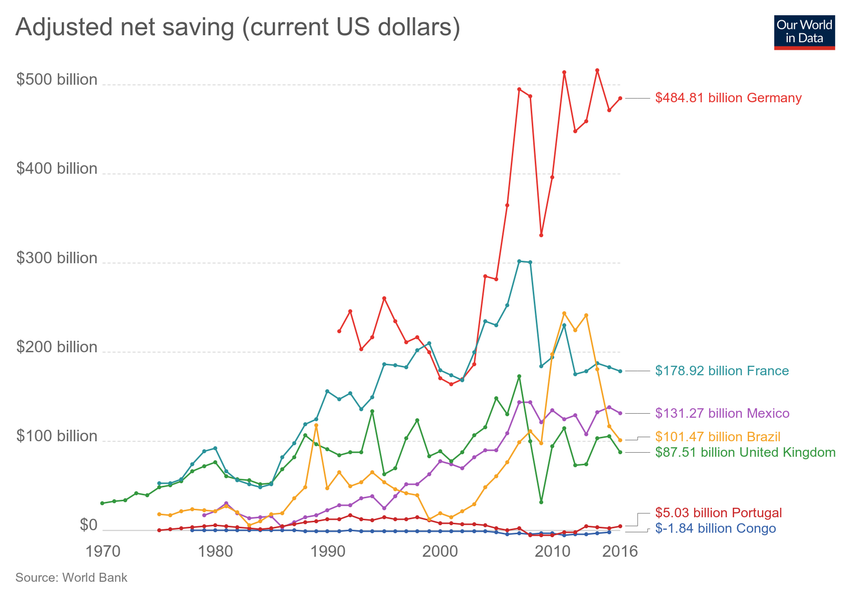 Adjusted net saving (current US dollars)
Our World
in Data
$500 billion
$400 billion
$300 billion
$200 billion
$100 billion
$0
$484.81 billion Germany
$178.92 billion France
$131.27 billion Mexico
$101.47 billion Brazil
$87.51 billion United Kingdom
$5.03 billion Portugal
$-1.84 billion Congo
1970
1980
1990
2000
2010
2016
Source: World Bank